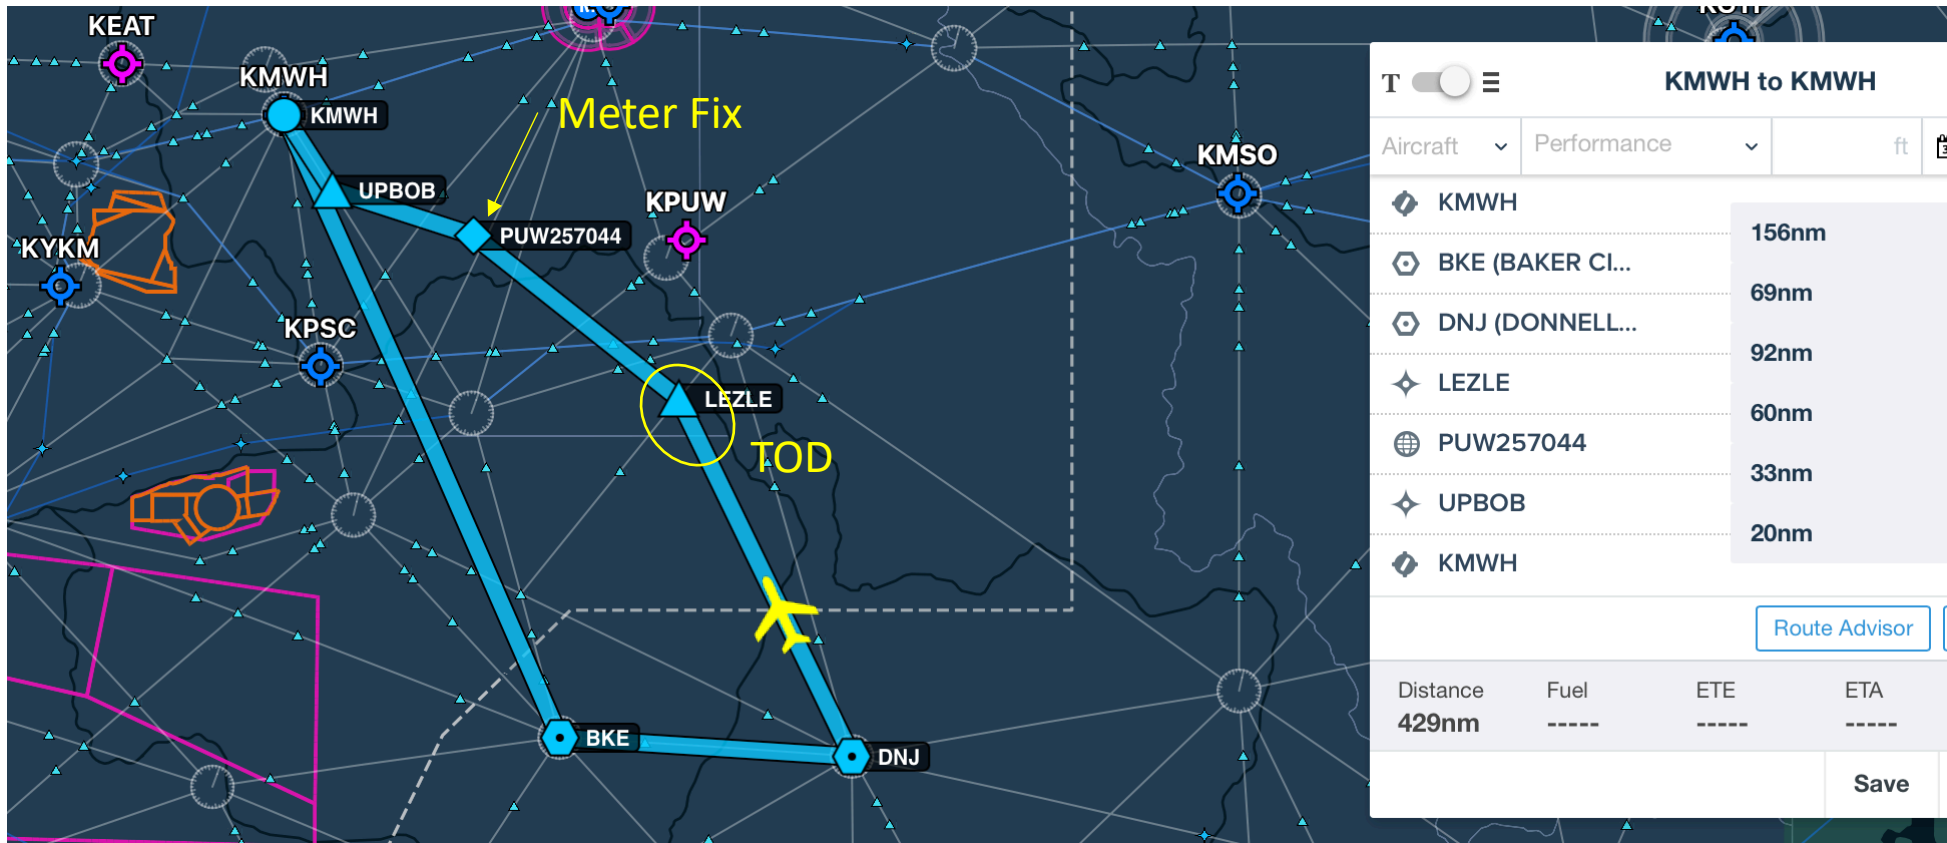 KEAT
KMWH
KMWH
Meter Fix
UPBOB
KPUW
PUW257044
KMSO
KYKM
KPSC
LEZLE
TOD
BKE
DNJ
T
KMWH to KMWH
Aircraft
Performance
ft
KMWH
156nm
BKE (BAKER CI...
69nm
DNJ (DONNELL...
92nm
LEZLE
60nm
PUW257044
33nm
UPBOB
20nm
KMWH
Route Advisor
Distance
Fuel
ETE
ETA
429nm
-----
-----
-----
Save